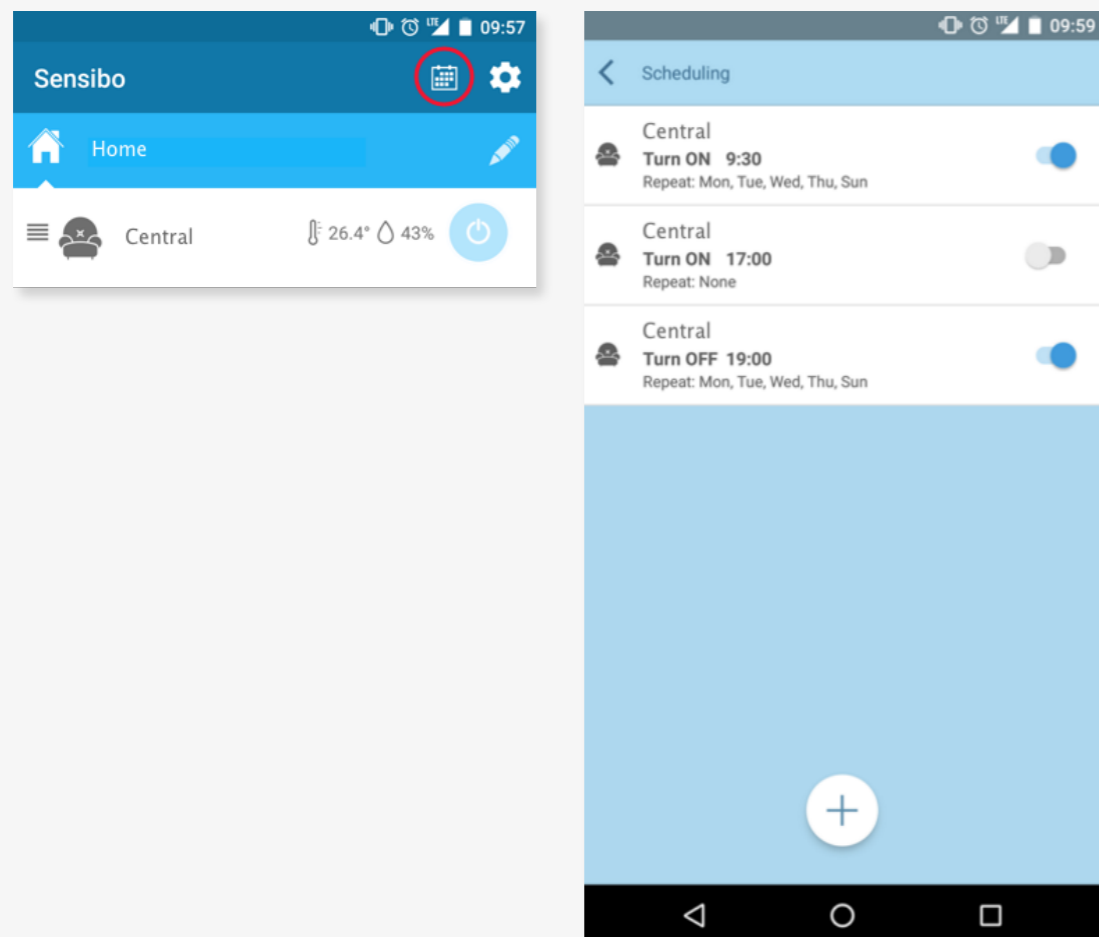 LTE 09:57
Sensibo
Home
Central 26.4° 43%
LTE 09:59
Scheduling
Central
Turn ON 9:30
Repeat: Mon, Tue, Wed, Thu, Sun
Central
Turn ON 17:00
Repeat: None
Central
Turn OFF 19:00
Repeat: Mon, Tue, Wed, Thu, Sun